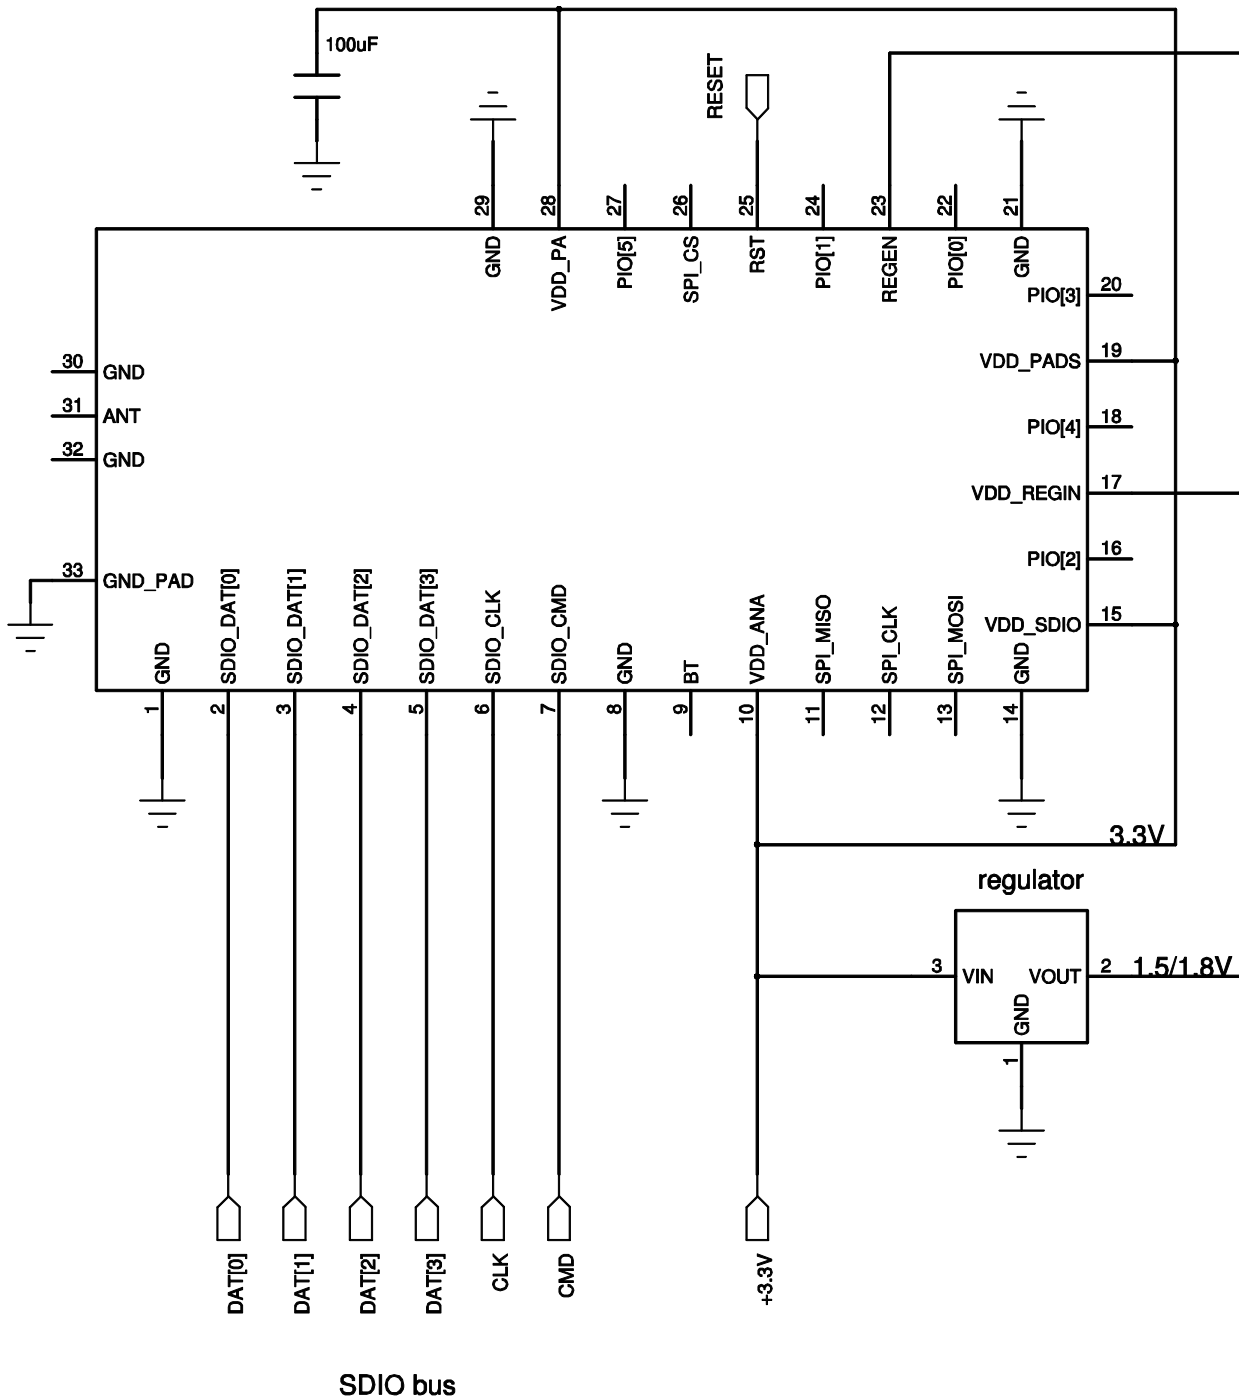 100uF
RESET
29
28
27
26
25
24
23
22
21
GND
VDD_PA
PIO[5]
SPI_CS
RST
PIO[1]
REGEN
PIO[0]
GND
PIO[3] 20
VDD_PADS 19
PIO[4] 18
VDD_REGIN 17
PIO[2] 16
VDD_SDIO 15
30 GND
31 ANT
32 GND
33 GND_PAD
GND
SDIO_DAT[0]
SDIO_DAT[1]
SDIO_DAT[2]
SDIO_DAT[3]
SDIO_CLK
SDIO_CMD
GND
BT
VDD_ANA
SPI_MISO
SPI_CLK
SPI_MOSI
GND
1
2
3
4
5
6
7
8
9
10
11
12
13
14
3.3V
regulator
3 VIN
VOUT 2
1.5/1.8V
GND
1
DAT[0]
DAT[1]
DAT[2]
DAT[3]
CLK
CMD
+3.3V
SDIO bus